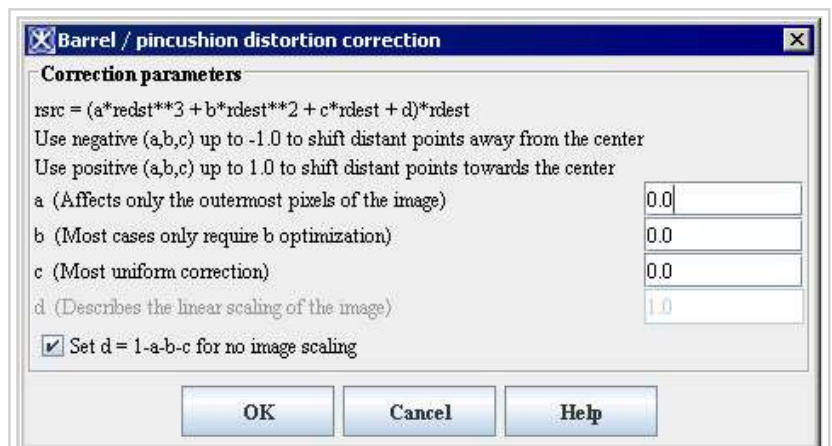 Barrel / pincushion distortion correction
Correction parameters
rsrc = (a*redst**3 + b*rdest**2 + c*rdest + d)*rdest
Use negative (a,b,c) up to -1.0 to shift distant points away from the center
Use positive (a,b,c) up to 1.0 to shift distant points towards the center
a (Affects only the outermost pixels of the image) 0.0
b (Most cases only require b optimization) 0.0
c (Most uniform correction) 0.0
d (Describes the linear scaling of the image) 1.0
Set d = 1-a-b-c for no image scaling
OK Cancel Help